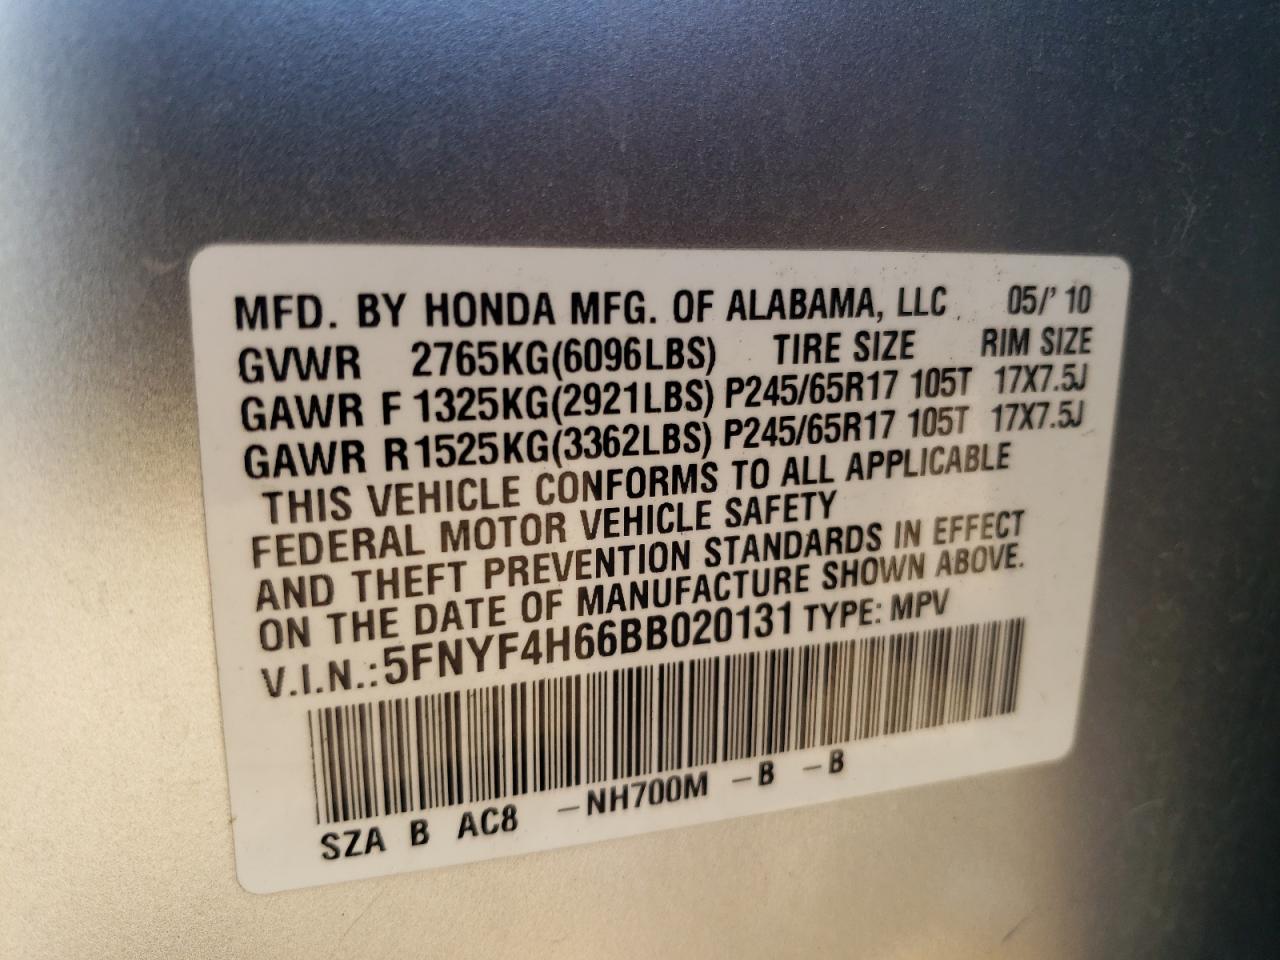 MFD. BY HONDA MFG. OF ALABAMA, LLC 05/' 10
GVWR 2765KG(6096LBS) TIRE SIZE RIM SIZE
GAWR F 1325KG(2921LBS) P245/65R17 105T 17X7.5J
GAWR R1525KG(3362LBS) P245/65R17 105T 17X7.5J
THIS VEHICLE CONFORMS TO ALL APPLICABLE
FEDERAL MOTOR VEHICLE SAFETY
AND THEFT PREVENTION STANDARDS IN EFFECT
ON THE DATE OF MANUFACTURE SHOWN ABOVE.
V.I.N.:5FNYF4H66BB020131 TYPE: MPV
SZA B AC8 -NH700M -B -B